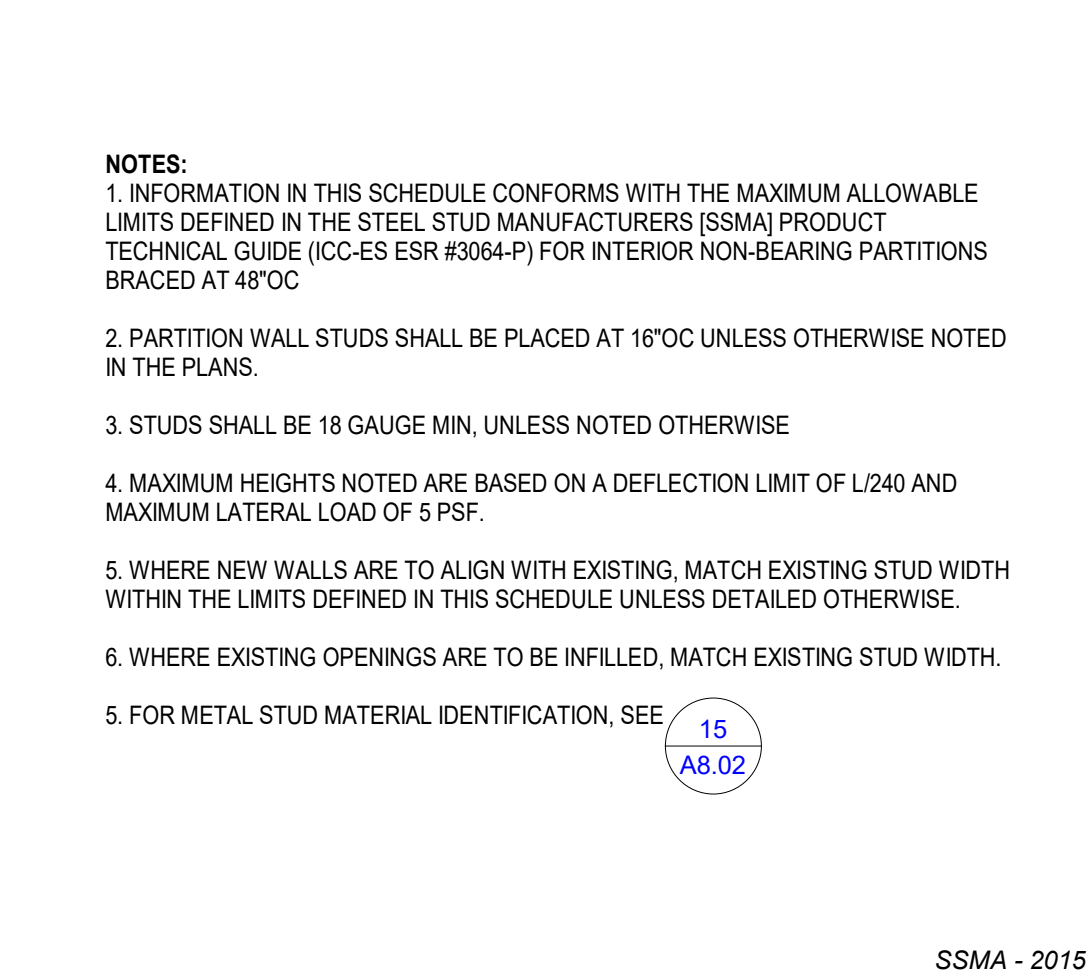 NOTES:
1. INFORMATION IN THIS SCHEDULE CONFORMS WITH THE MAXIMUM ALLOWABLE
LIMITS DEFINED IN THE STEEL STUD MANUFACTURERS [SSMA] PRODUCT
TECHNICAL GUIDE (ICC-ES ESR #3064-P) FOR INTERIOR NON-BEARING PARTITIONS
BRACED AT 48"OC
2. PARTITION WALL STUDS SHALL BE PLACED AT 16"OC UNLESS OTHERWISE NOTED
IN THE PLANS.
3. STUDS SHALL BE 18 GAUGE MIN, UNLESS NOTED OTHERWISE
4. MAXIMUM HEIGHTS NOTED ARE BASED ON A DEFLECTION LIMIT OF L/240 AND
MAXIMUM LATERAL LOAD OF 5 PSF.
5. WHERE NEW WALLS ARE TO ALIGN WITH EXISTING, MATCH EXISTING STUD WIDTH
WITHIN THE LIMITS DEFINED IN THIS SCHEDULE UNLESS DETAILED OTHERWISE.
6. WHERE EXISTING OPENINGS ARE TO BE INFILLED, MATCH EXISTING STUD WIDTH.
5. FOR METAL STUD MATERIAL IDENTIFICATION, SEE
15
A8.02
SSMA - 2015